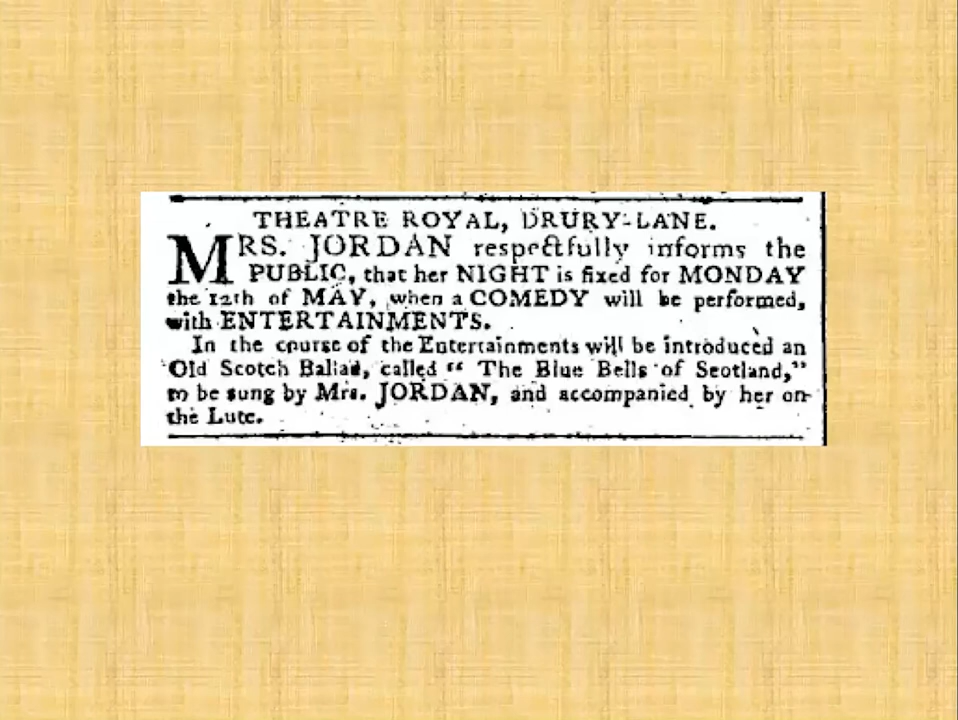 THEATRE ROYAL, DRURY-LANE.
MRS. JORDAN respectfully informs the
PUBLIC, that her NIGHT is fixed for MONDAY
the 12th of MAY, when a COMEDY will be performed,
with ENTERTAINMENTS.
In the course of the Entertainments will be introduced an
Old Scotch Ballad, called “ The Blue Bells of Scotland,”
to be sung by Mrs. JORDAN, and accompanied by her on
the Lute.